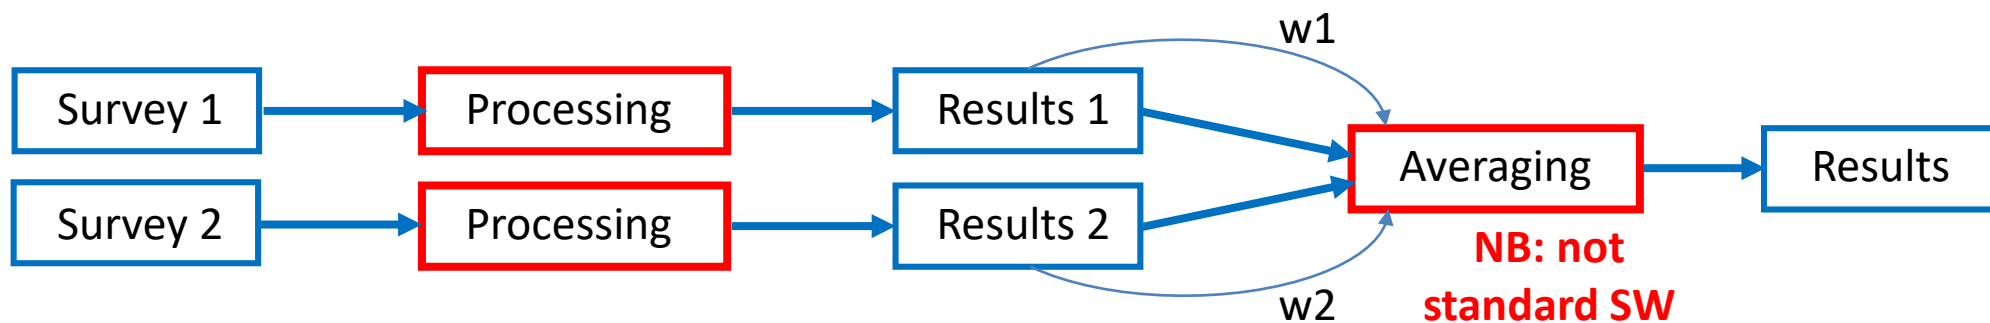 w1
Survey 1
Processing
Results 1
Averaging
Results
Survey 2
Processing
Results 2
NB: not
standard SW
w2